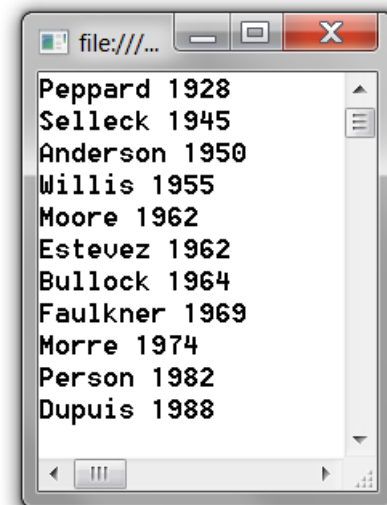 file:///...
Peppard 1928
Selleck 1945
Anderson 1950
Willis 1955
Moore 1962
Estevez 1962
Bullock 1964
Faulkner 1969
Morre 1974
Person 1982
Dupuis 1988